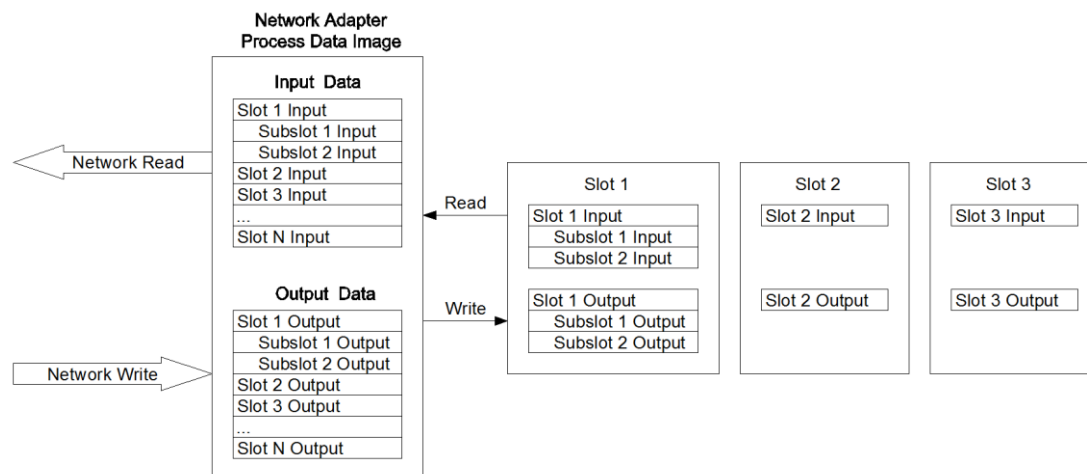 Network Adapter
Process Data Image
Input Data
Slot 1 Input
Subslot 1 Input
Subslot 2 Input
Slot 2 Input
Slot 3 Input
...
Slot N Input
Network Read
Output Data
Slot 1 Output
Subslot 1 Output
Subslot 2 Output
Slot 2 Output
Slot 3 Output
...
Slot N Output
Network Write
Read
Write
Slot 1
Slot 1 Input
Subslot 1 Input
Subslot 2 Input
Slot 1 Output
Subslot 1 Output
Subslot 2 Output
Slot 2
Slot 2 Input
Slot 2 Output
Slot 3
Slot 3 Input
Slot 3 Output